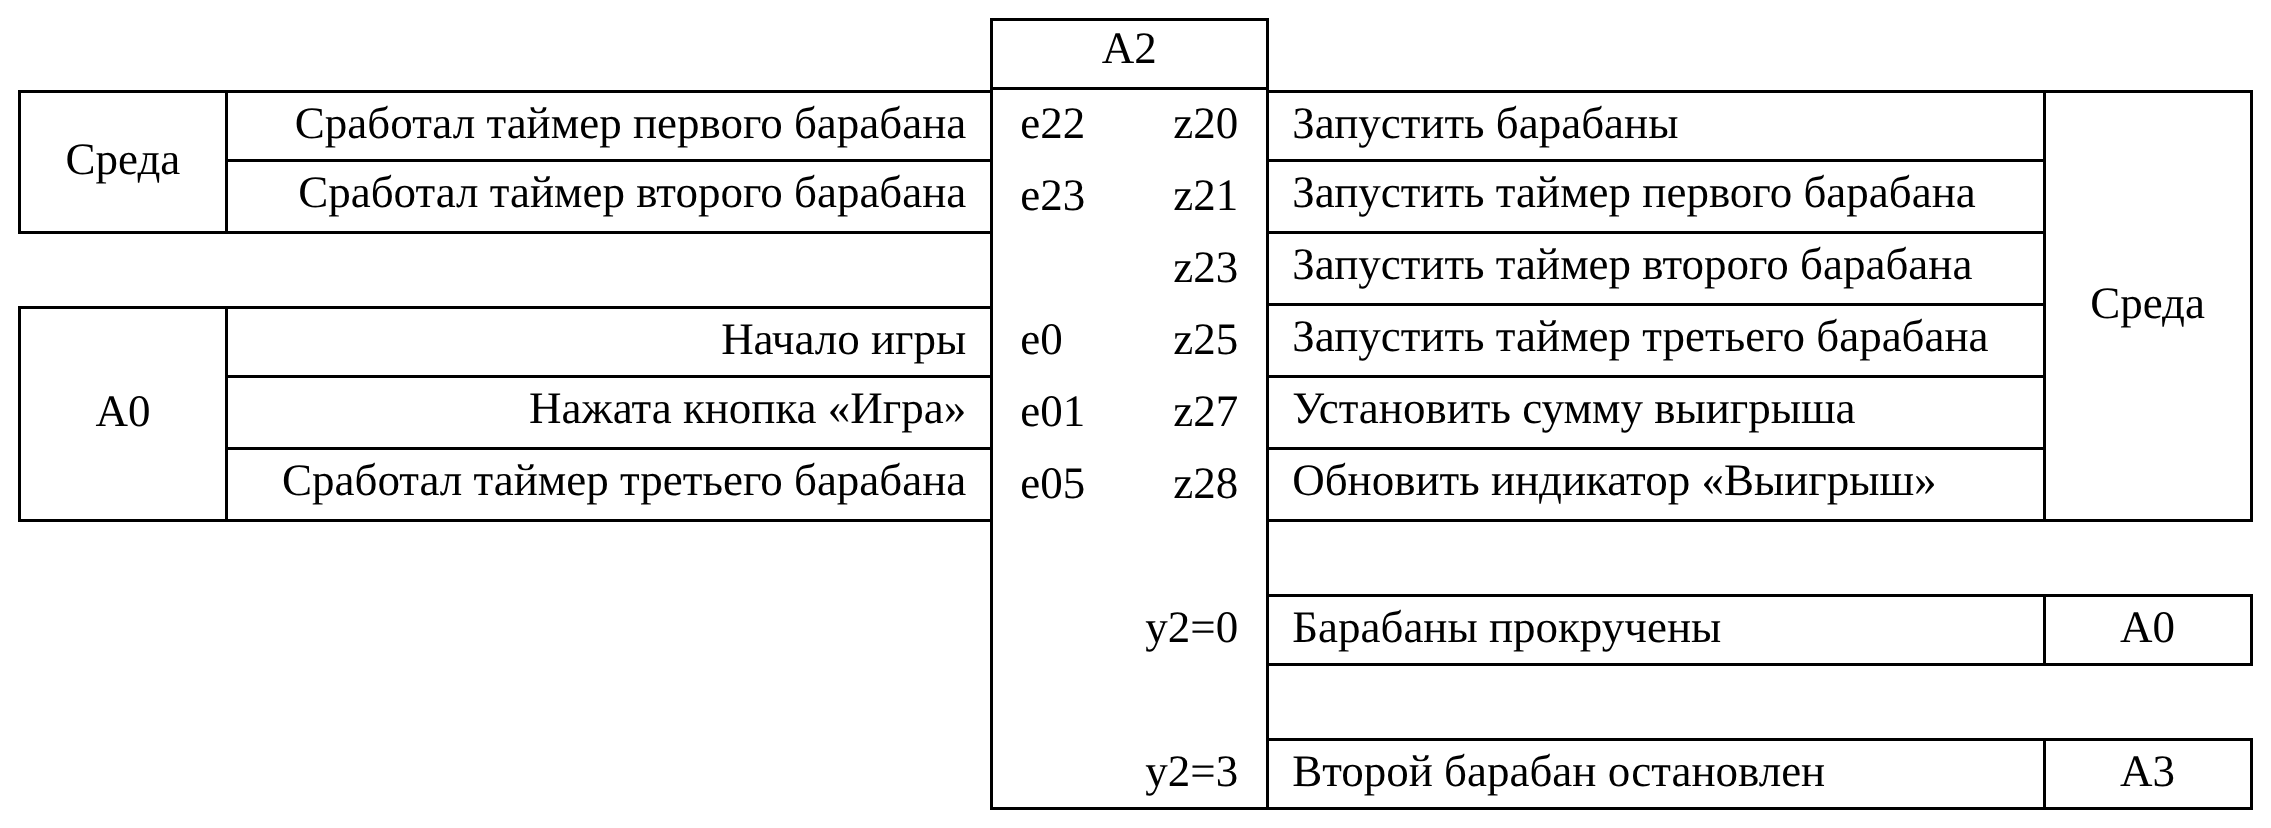 A2
Среда
Сработал таймер первого барабана e22 z20 Запустить барабаны
Сработал таймер второго барабана e23 z21 Запустить таймер первого барабана
z23 Запустить таймер второго барабана
Среда
A0
Начало игры e0 z25 Запустить таймер третьего барабана
Нажата кнопка «Игра» e01 z27 Установить сумму выигрыша
Сработал таймер третьего барабана e05 z28 Обновить индикатор «Выигрыш»
y2=0 Барабаны прокручены A0
y2=3 Второй барабан остановлен A3